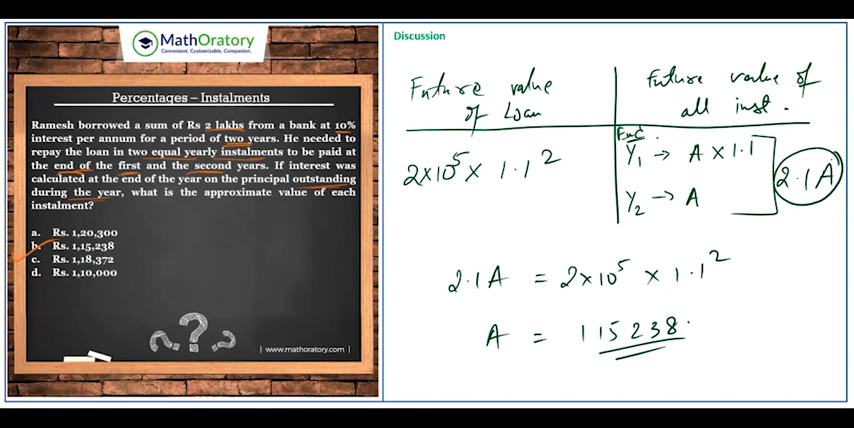 MathOratory
Convenient. Customizable. Companion.
Percentages – Instalments
Ramesh borrowed a sum of Rs 2 lakhs from a bank at 10%
interest per annum for a period of two years. He needed to
repay the loan in two equal yearly instalments to be paid at
the end of the first and the second years. If interest was
calculated at the end of the year on the principal outstanding
during the year, what is the approximate value of each
instalment?
a. Rs. 1,20,300
b. Rs. 1,15,238
c. Rs. 1,18,372
d. Rs. 1,10,000
www.mathoratory.com
Discussion
Future value
of Loan
Future value of
all inst.
2×10⁵ × 1.1²
End
Y₁ → A × 1.1
Y₂ → A
2.1A
2.1A = 2×10⁵ × 1.1²
A = 115238.